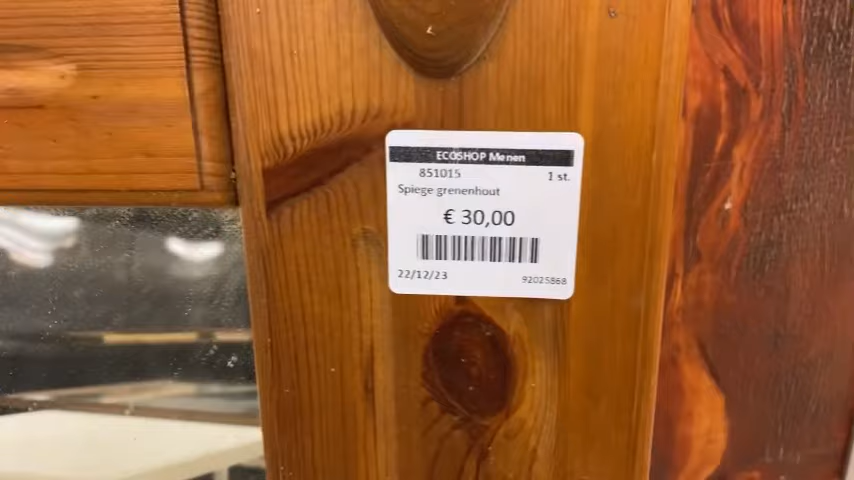 ECOSHOP Menen
851015 1 st.
Spiege grenenhout
€ 30,00
22/12/23 92025868